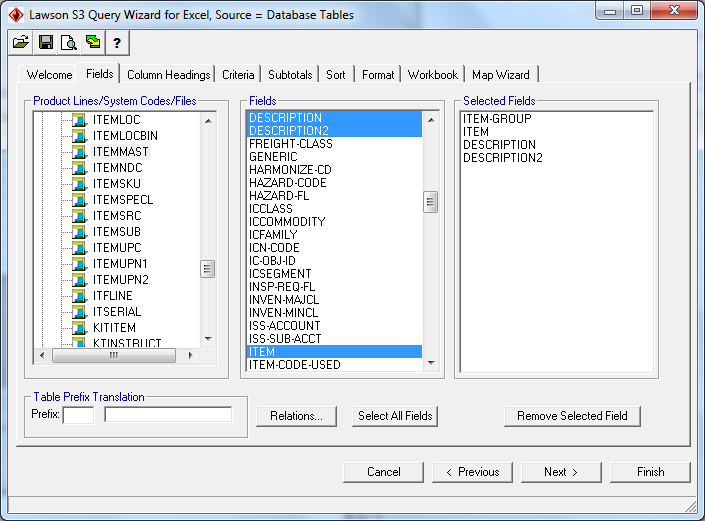 Lawson S3 Query Wizard for Excel, Source = Database Tables
?
Welcome Fields Column Headings Criteria Subtotals Sort Format Workbook Map Wizard
Product Lines/System Codes/Files
ITEMLOC
ITEMLOCBIN
ITEMMAST
ITEMNDC
ITEMSKU
ITEMSPECL
ITEMSRC
ITEMSUB
ITEMUPC
ITEMUPN1
ITEMUPN2
ITFLINE
ITSERIAL
KITITEM
KTINSTRUCT
Fields
DESCRIPTION
DESCRIPTION2
FREIGHT-CLASS
GENERIC
HARMONIZE-CD
HAZARD-CODE
HAZARD-FL
ICCLASS
ICCOMMODITY
ICFAMILY
ICN-CODE
IC-OBJ-ID
ICSEGMENT
INSP-REQ-FL
INVEN-MAJCL
INVEN-MINCL
ISS-ACCOUNT
ISS-SUB-ACCT
ITEM
ITEM-CODE-USED
Selected Fields
ITEM-GROUP
ITEM
DESCRIPTION
DESCRIPTION2
Table Prefix Translation
Prefix:
Relations... Select All Fields Remove Selected Field
Cancel < Previous Next > Finish